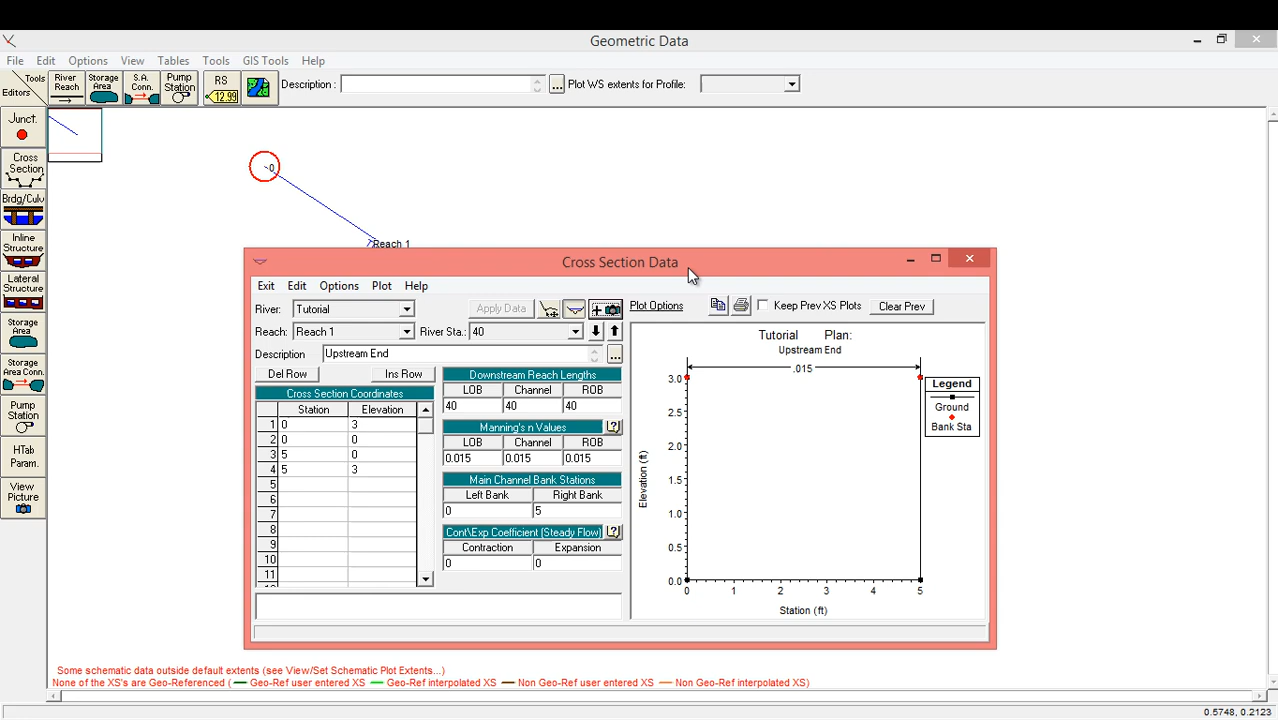 Geometric Data
File Edit Options View Tables Tools GIS Tools Help
Tools
Editors
River Reach
Storage Area
S.A. Conn.
Pump Station
RS
12.99
Description :
...
Plot WS extents for Profile:
Junct.
Cross Section
Brdg/Culv
Inline Structure
Lateral Structure
Storage Area
Storage Area Conn.
Pump Station
HTab Param.
View Picture
0
Reach 1
Cross Section Data
Exit Edit Options Plot Help
River: Tutorial Apply Data
Plot Options Keep Prev XS Plots Clear Prev
Reach: Reach 1 River Sta.: 40
Description Upstream End ...
Del Row Ins Row
Cross Section Coordinates
Station Elevation
1 0 3
2 0 0
3 5 0
4 5 3
5
6
7
8
9
10
11
Downstream Reach Lengths
LOB Channel ROB
40 40 40
Manning's n Values ?
LOB Channel ROB
0.015 0.015 0.015
Main Channel Bank Stations
Left Bank Right Bank
0 5
Cont\Exp Coefficient (Steady Flow) ?
Contraction Expansion
0 0
Tutorial Plan:
Upstream End
.015
3.0
2.5
2.0
1.5
1.0
0.5
0.0
Elevation (ft)
0 1 2 3 4 5
Station (ft)
Legend
Ground
Bank Sta
Some schematic data outside default extents (see View/Set Schematic Plot Extents...)
None of the XS's are Geo-Referenced ( Geo-Ref user entered XS Geo-Ref interpolated XS Non Geo-Ref user entered XS Non Geo-Ref interpolated XS)
0.5748, 0.2123